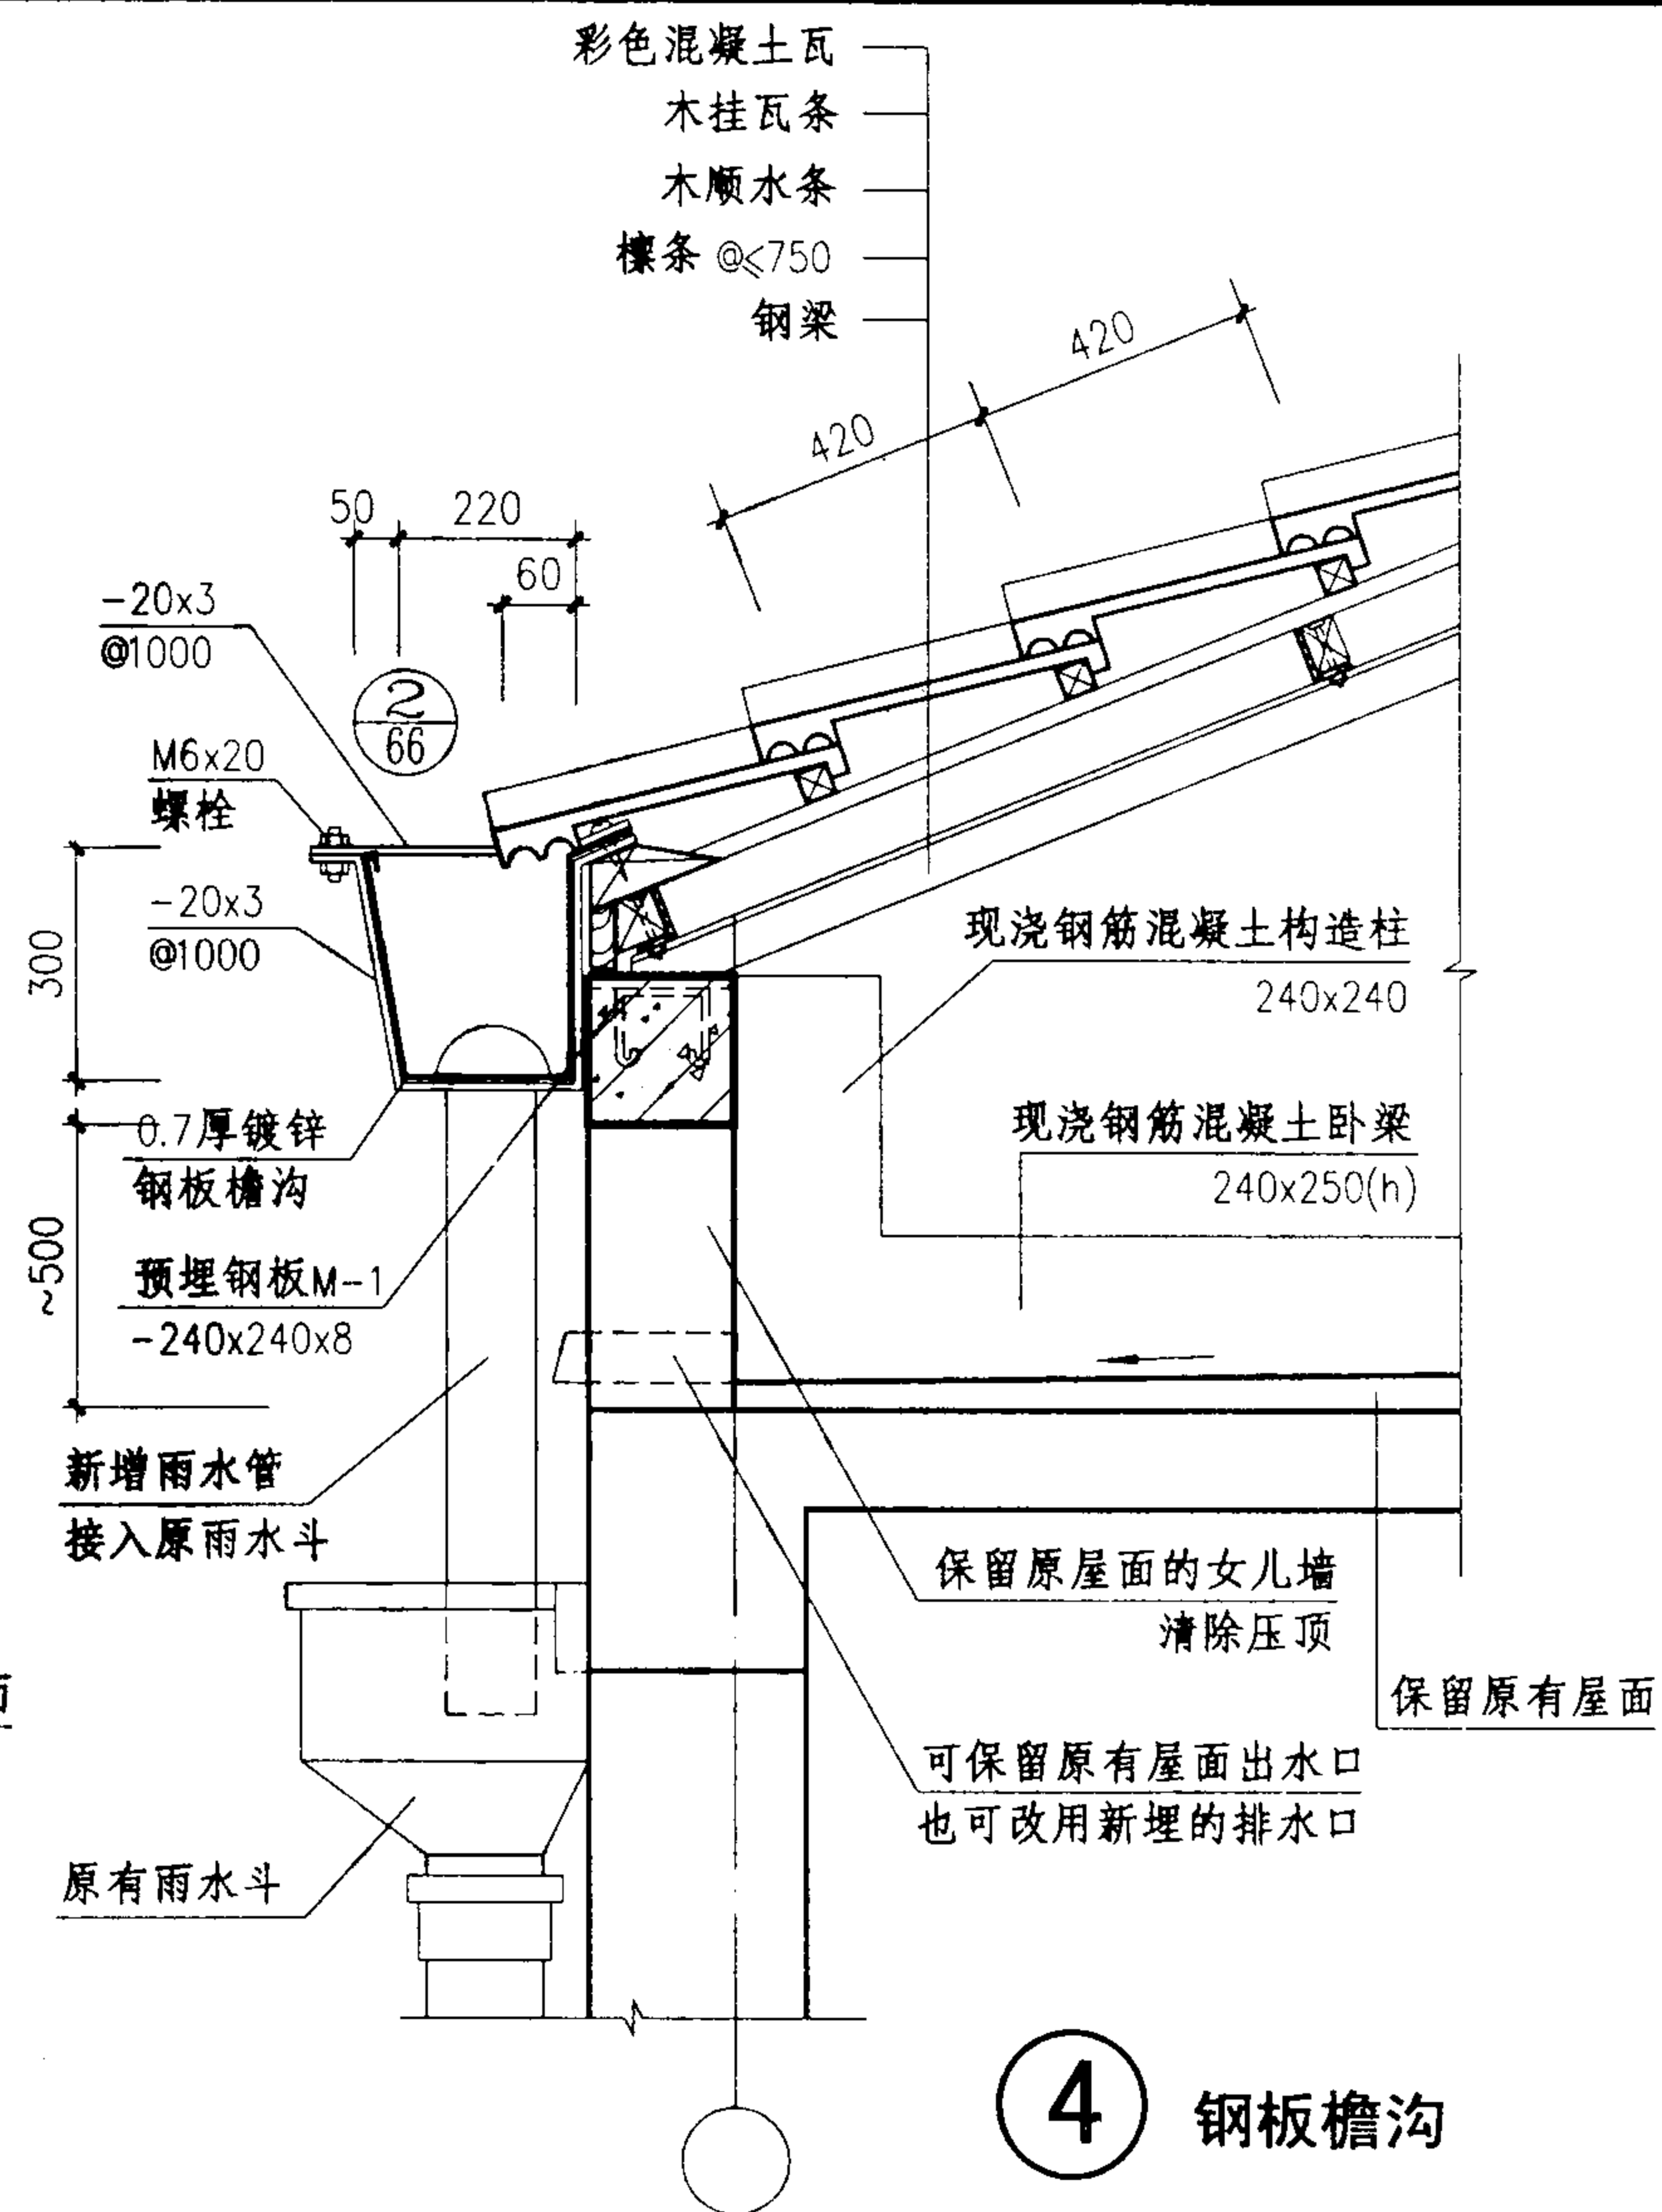 彩色混凝土瓦
木挂瓦条
木顺水条
檩条 @≤750
钢梁
420
420
50
220
60
-20x3
@1000
2
66
M6x20
螺栓
-20x3
@1000
300
现浇钢筋混凝土构造柱
240x240
0.7厚镀锌
钢板檐沟
现浇钢筋混凝土卧梁
240x250(h)
~500
预埋钢板M-1
-240x240x8
新增雨水管
接入原雨水斗
保留原屋面的女儿墙
清除压顶
保留原有屋面
可保留原有屋面出水口
也可改用新埋的排水口
原有雨水斗
4 钢板檐沟